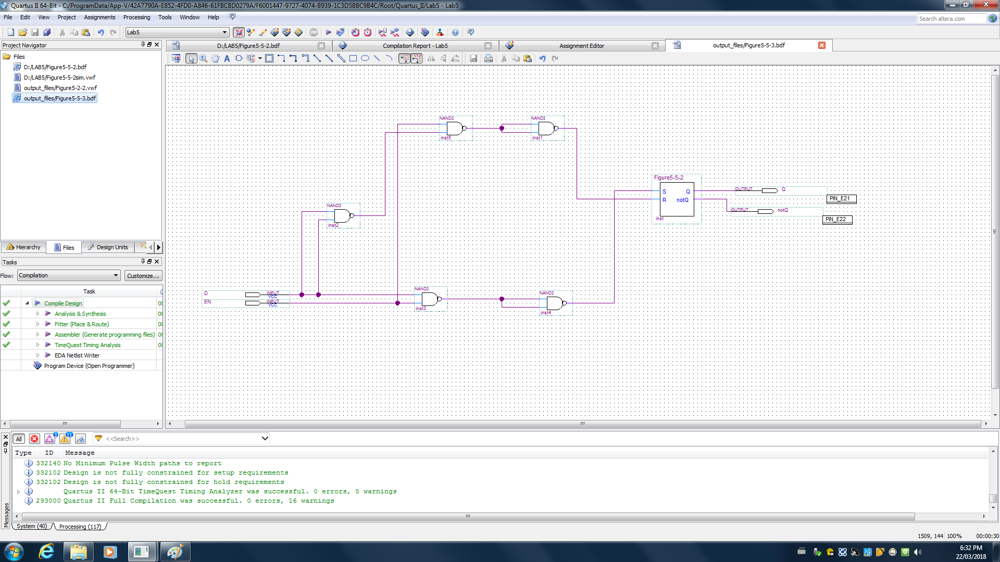 Quartus II 64-Bit - C:/ProgramData/App-V/42A7790A-E852-4FD0-A846-61FBCBD0279A/F6001447-9727-4074-B939-1C3D5BBC9B4C/Root/Quartus_II/Lab5 - Lab5
File Edit View Project Assignments Processing Tools Window Help
Search altera.com
Lab5
Project Navigator
D:/LAB5/Figure5-5-2.bdf
Compilation Report - Lab5
Assignment Editor
output_files/Figure5-5-3.bdf
Files
D:/LAB5/Figure5-5-2.bdf
D:/LAB5/Figure5-5-2sim.vwf
output_files/Figure5-2-2.vwf
output_files/Figure5-5-3.bdf
NAND2
inst5
NAND2
inst1
Figure5-5-2
S Q
R notQ
inst
OUTPUT Q
PIN_E21
OUTPUT notQ
PIN_E22
NAND2
inst2
Hierarchy Files Design Units
Tasks
Flow: Compilation Customize...
Task
D INPUT
VCC
EN INPUT
VCC
NAND2
inst3
NAND2
inst4
Compile Design 00
Analysis & Synthesis 00
Fitter (Place & Route) 00
Assembler (Generate programming files) 00
TimeQuest Timing Analysis 00
EDA Netlist Writer
Program Device (Open Programmer)
All 3 11 <<Search>>
Type ID Message
332140 No Minimum Pulse Width paths to report
332102 Design is not fully constrained for setup requirements
332102 Design is not fully constrained for hold requirements
Quartus II 64-Bit TimeQuest Timing Analyzer was successful. 0 errors, 5 warnings
293000 Quartus II Full Compilation was successful. 0 errors, 16 warnings
Messages
System (40) Processing (117)
1509, 144 100% 00:00:30
6:32 PM
22/03/2018